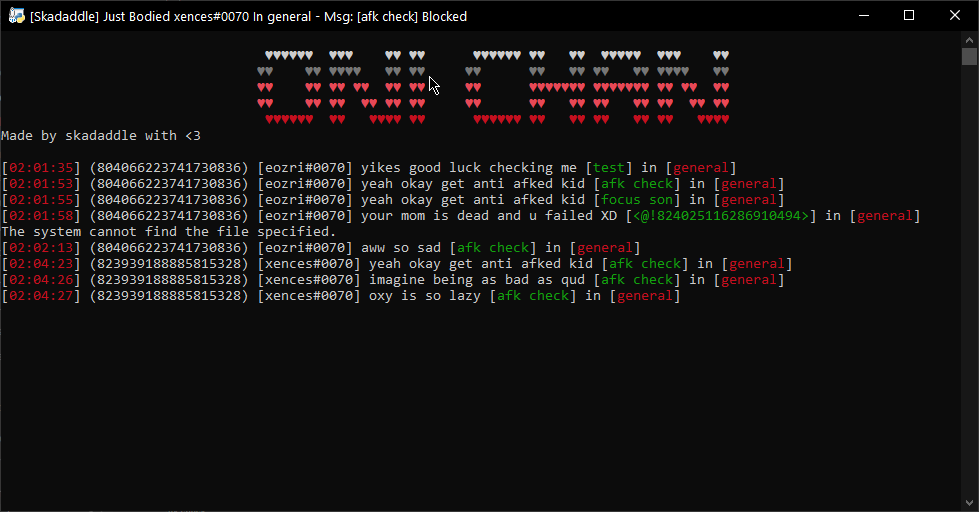 [Skadaddle] Just Bodied xences#0070 In general - Msg: [afk check] Blocked
ONII CHAN
Made by skadaddle with <3
[02:01:35] (804066223741730836) [eozri#0070] yikes good luck checking me [test] in [general]
[02:01:53] (804066223741730836) [eozri#0070] yeah okay get anti afked kid [afk check] in [general]
[02:01:55] (804066223741730836) [eozri#0070] yeah okay get anti afked kid [focus son] in [general]
[02:01:58] (804066223741730836) [eozri#0070] your mom is dead and u failed XD [<@!824025116286910494>] in [general]
The system cannot find the file specified.
[02:02:13] (804066223741730836) [eozri#0070] aww so sad [afk check] in [general]
[02:04:23] (823939188885815328) [xences#0070] yeah okay get anti afked kid [afk check] in [general]
[02:04:26] (823939188885815328) [xences#0070] imagine being as bad as qud [afk check] in [general]
[02:04:27] (823939188885815328) [xences#0070] oxy is so lazy [afk check] in [general]